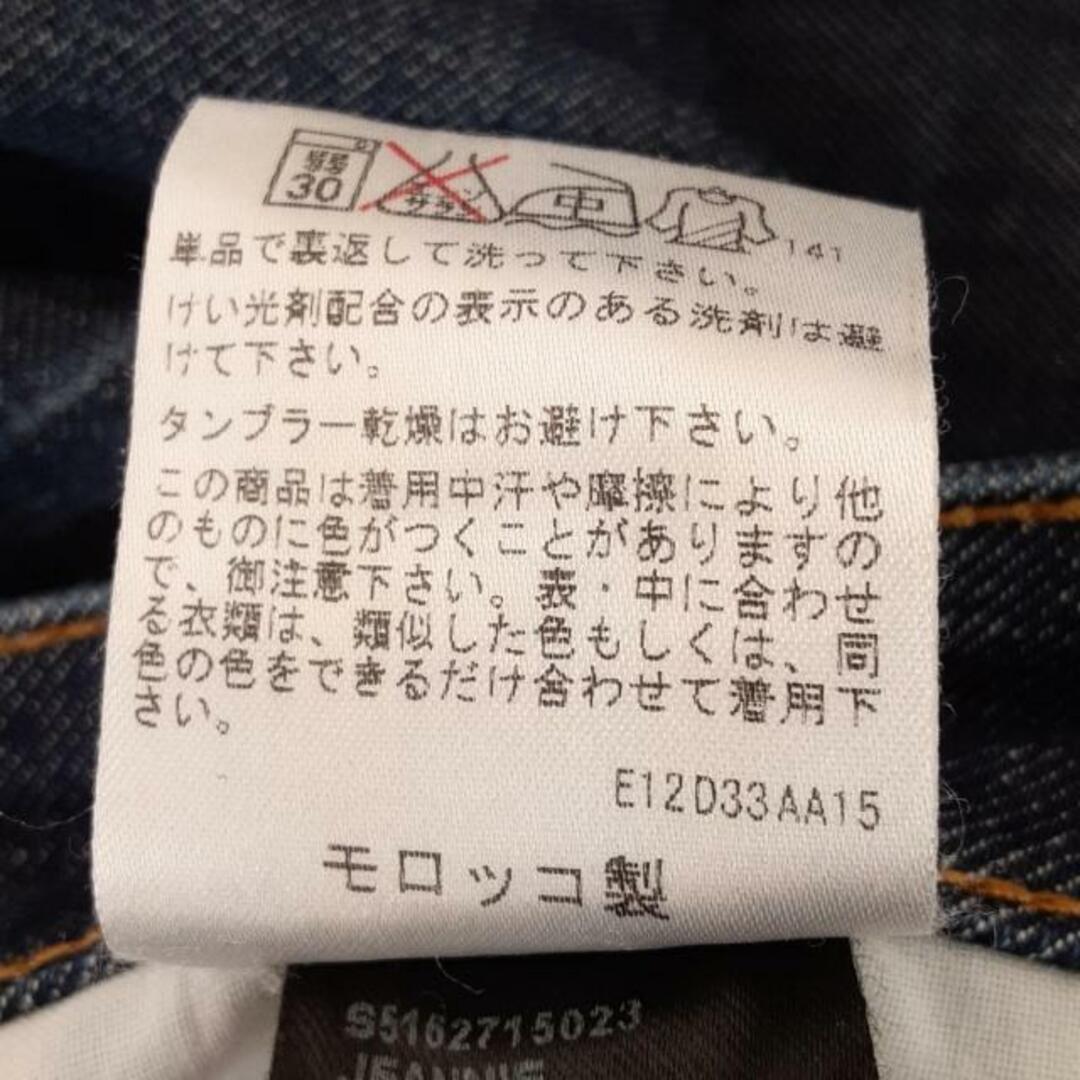 弱
30
エンソ
サラシ
中
141
単品で裏返して洗って下さい。
けい光剤配合の表示のある洗剤は避
けて下さい。
タンブラー乾燥はお避け下さい。
この商品は着用中汗や摩擦により他
のものに色がつくことがありますの
で、御注意下さい。表・中に合わせ
る衣類は、類似した色もしくは、同
色の色をできるだけ合わせて着用下
さい。
E12D33AA15
モロッコ製
S5162715023
JEANNIE